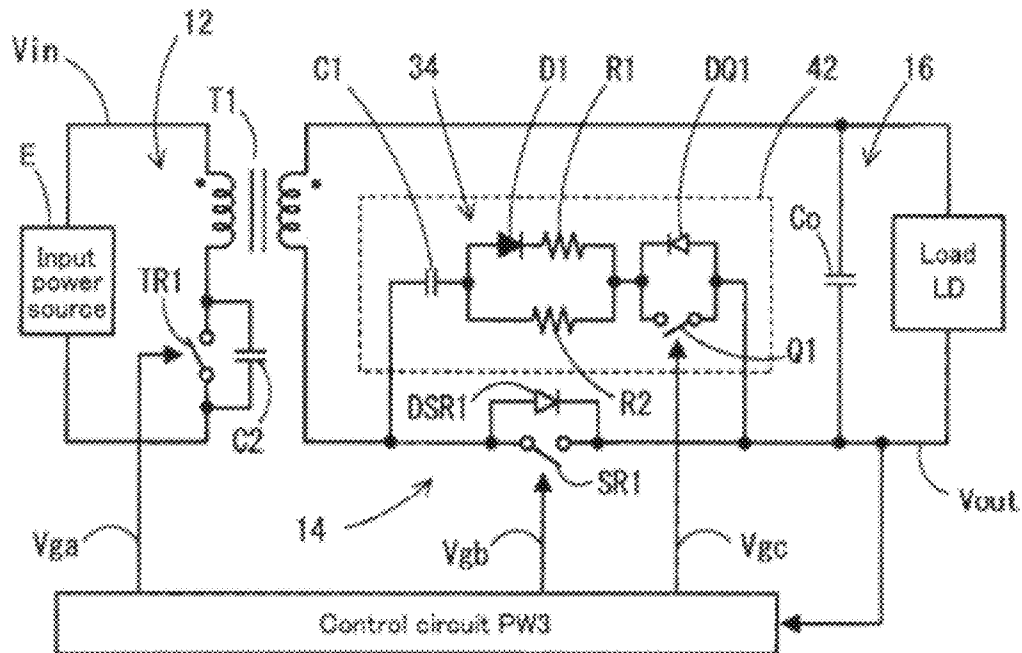 12
Vin
C1
34
D1
R1
DQ1
42
16
T1
E
Input
power
source
TR1
Co
Load
LD
Q1
R2
DSR1
C2
SR1
14
Vout
Vga
Vgb
Vgc
Control circuit PW3